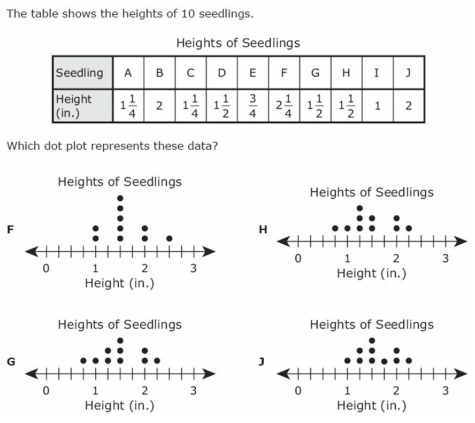 The table shows the heights of 10 seedlings.
Heights of Seedlings
Seedling A B C D E F G H I J
Height (in.) 1 1/4 2 1 1/4 1 1/2 3/4 2 1/4 1 1/2 1 1/2 1 2
Which dot plot represents these data?
Heights of Seedlings
F
0 1 2 3
Height (in.)
Heights of Seedlings
H
0 1 2 3
Height (in.)
Heights of Seedlings
G
0 1 2 3
Height (in.)
Heights of Seedlings
J
0 1 2 3
Height (in.)